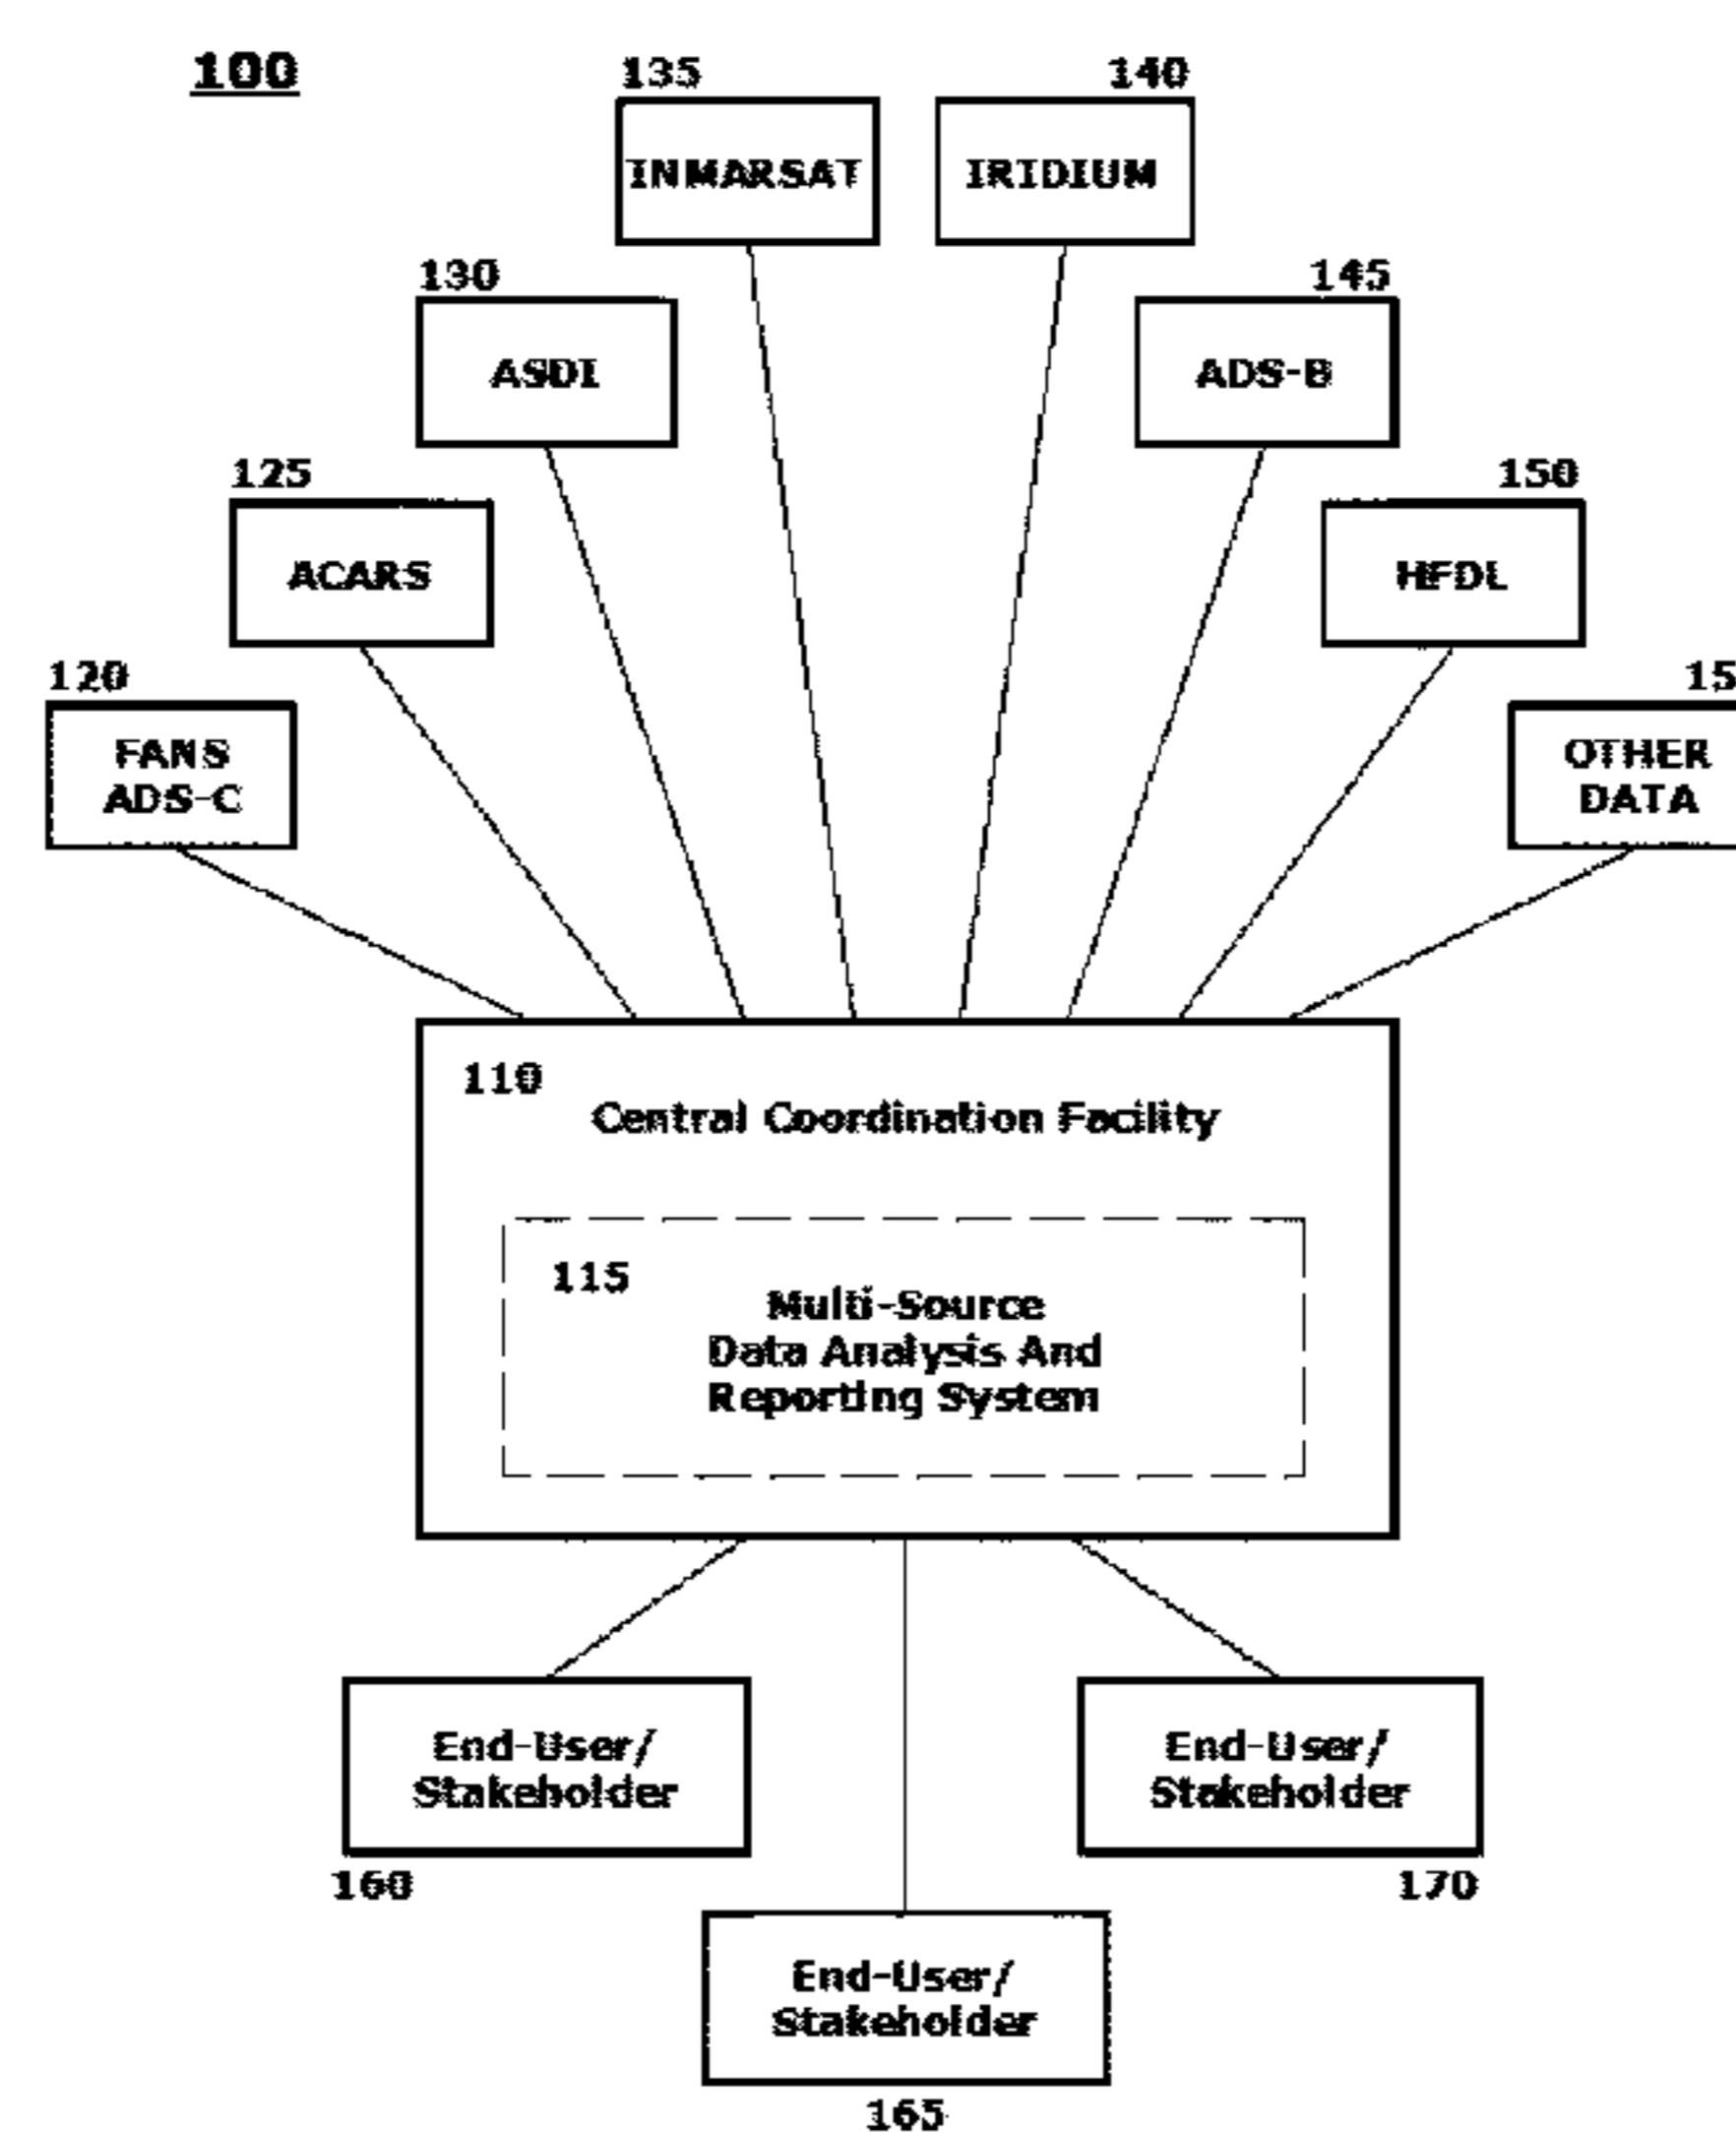 100
135
140
INMARSAT
IRIDIUM
130
145
ASDI
ADS-B
125
150
ACARS
HFDL
120
15
FANS
ADS-C
OTHER
DATA
110
Central Coordination Facility
115
Multi-Source
Data Analysis And
Reporting System
End-User/
Stakeholder
End-User/
Stakeholder
160
170
End-User/
Stakeholder
165